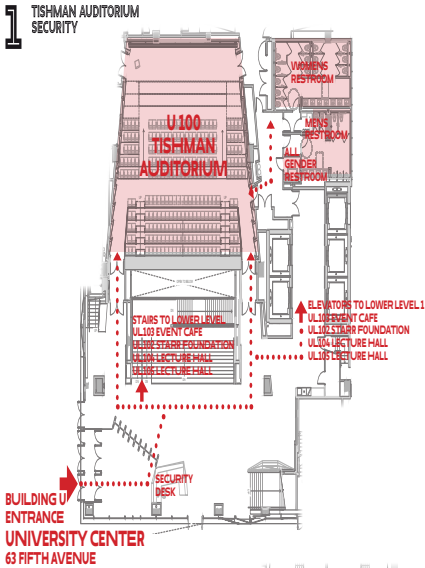 1
TISHMAN AUDITORIUM
SECURITY
WOMENS
RESTROOM
U 100
TISHMAN
AUDITORIUM
MENS
RESTROOM
ALL
GENDER
RESTROOM
STAIRS TO LOWER LEVEL
UL103 EVENT CAFE
UL102 STARR FOUNDATION
UL104 LECTURE HALL
UL105 LECTURE HALL
ELEVATORS TO LOWER LEVEL 1
UL103 EVENT CAFE
UL102 STARR FOUNDATION
UL104 LECTURE HALL
UL105 LECTURE HALL
SECURITY
DESK
BUILDING U
ENTRANCE
UNIVERSITY CENTER
63 FIFTH AVENUE